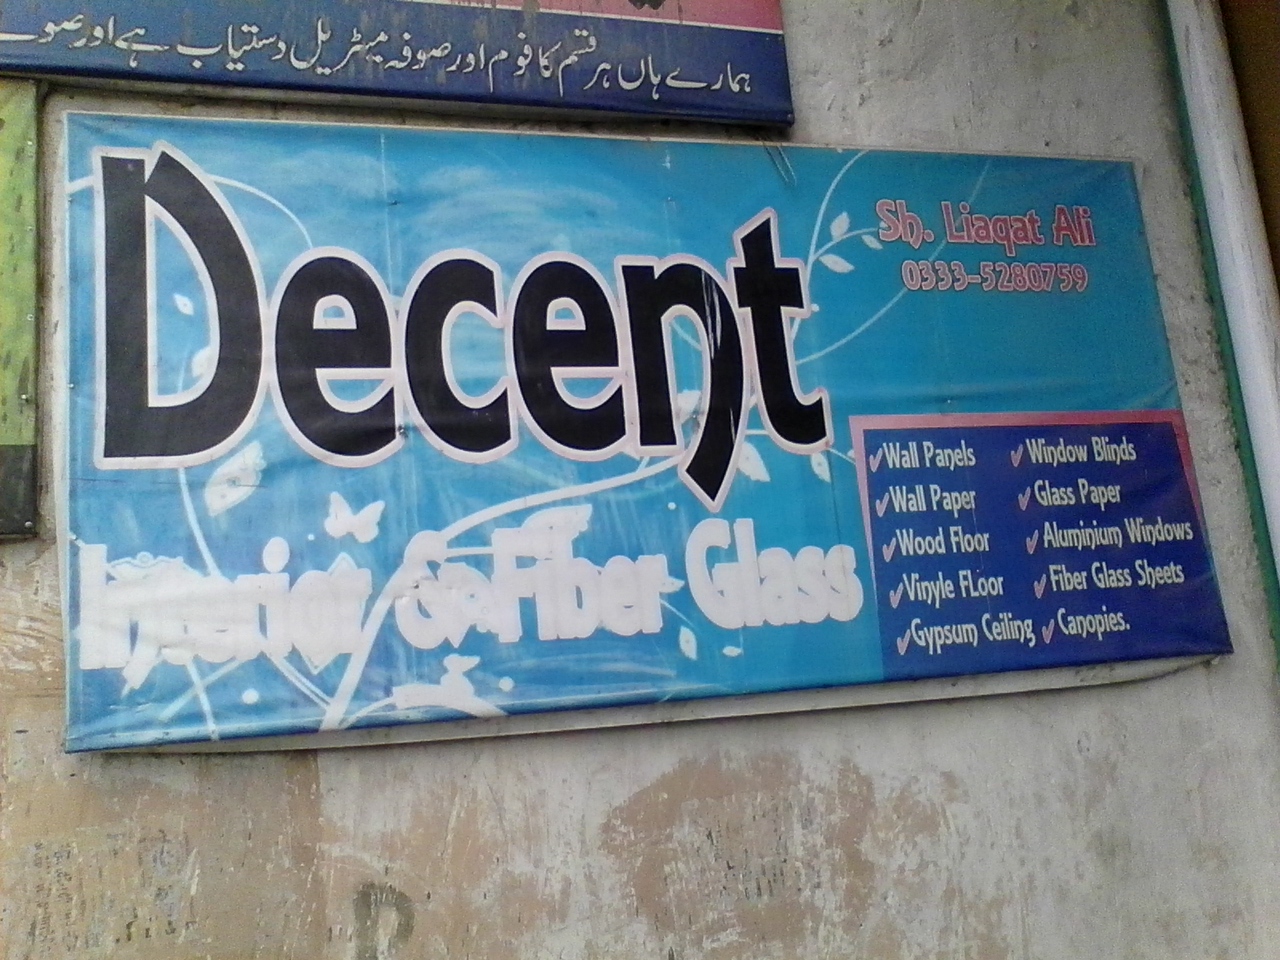 ہمارے ہاں ہر قسم کا فوم اور صوفہ میٹریل دستیاب ہے اور صوفے
Decent
Interior & Fiber Glass
Sh. Liaqat Ali
0333-5280759
Wall Panels
Wall Paper
Wood Floor
Vinyle FLoor
Gypsum Ceiling
Window Blinds
Glass Paper
Aluminium Windows
Fiber Glass Sheets
Canopies.